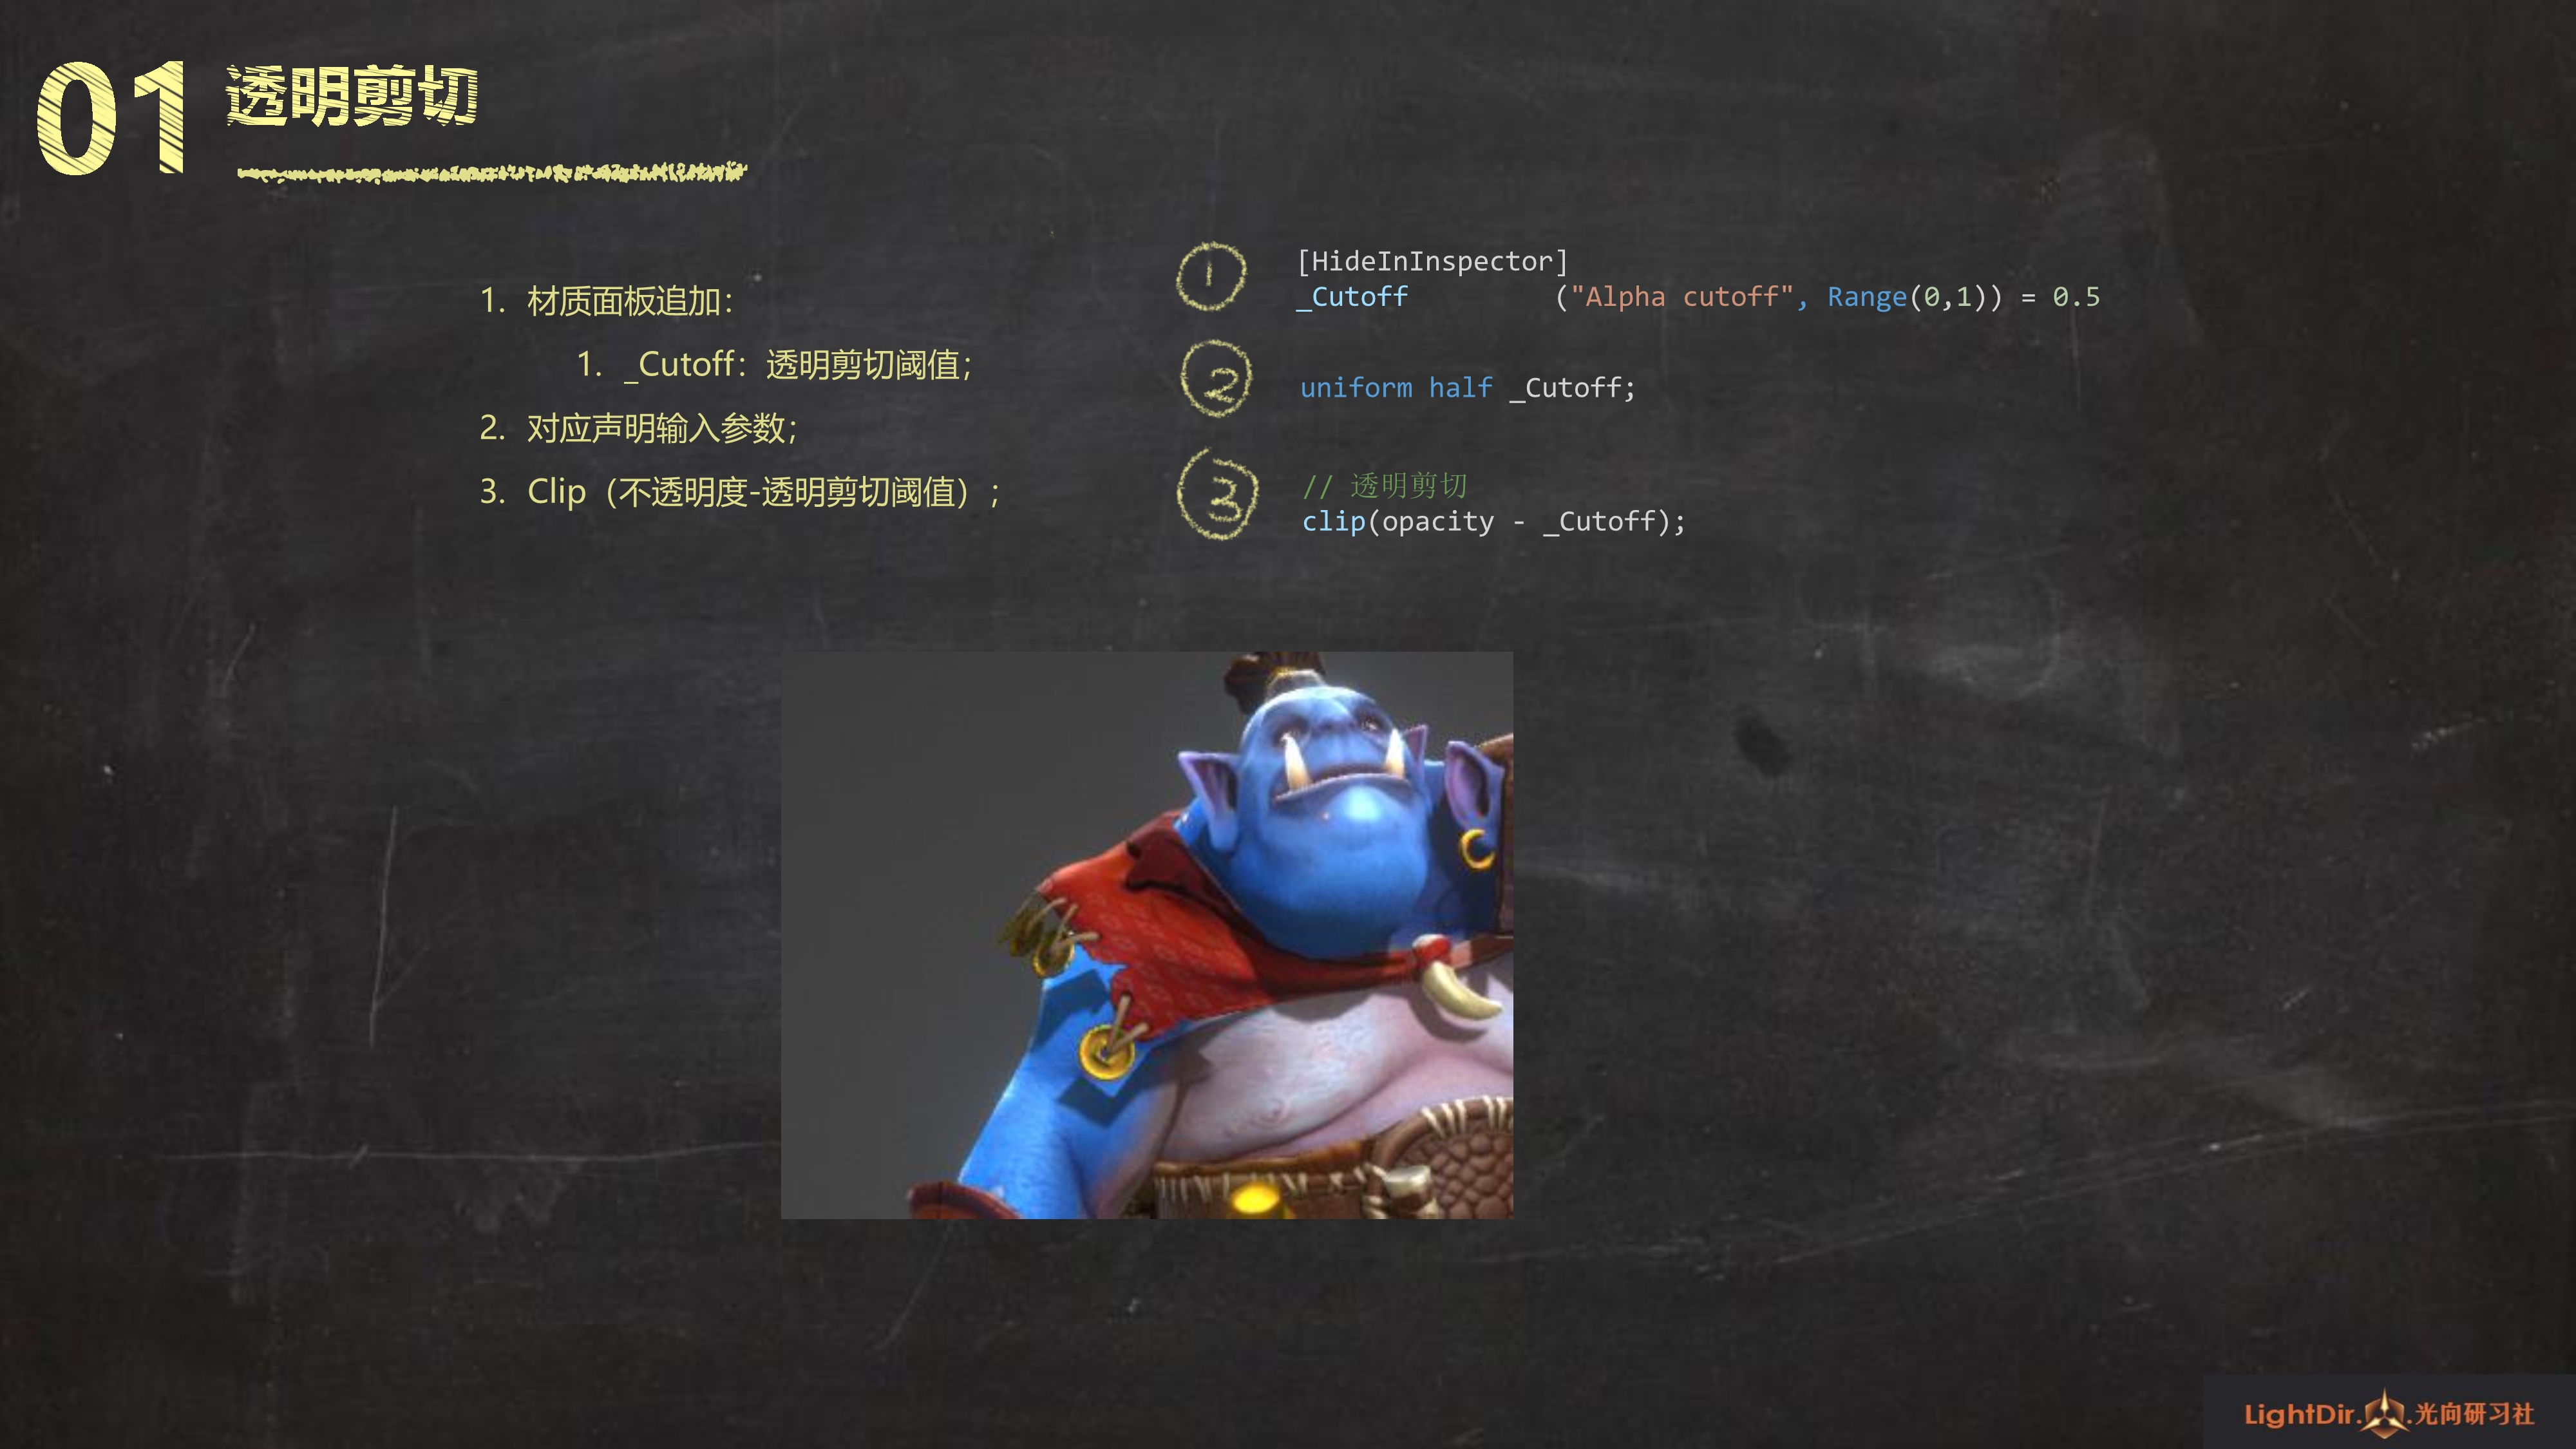 01 透明剪切
1. 材质面板追加：
1. _Cutoff：透明剪切阈值；
2. 对应声明输入参数；
3. Clip（不透明度-透明剪切阈值）；
1
[HideInInspector]
_Cutoff ("Alpha cutoff", Range(0,1)) = 0.5
2
uniform half _Cutoff;
3
// 透明剪切
clip(opacity - _Cutoff);
LightDir. .光向研习社